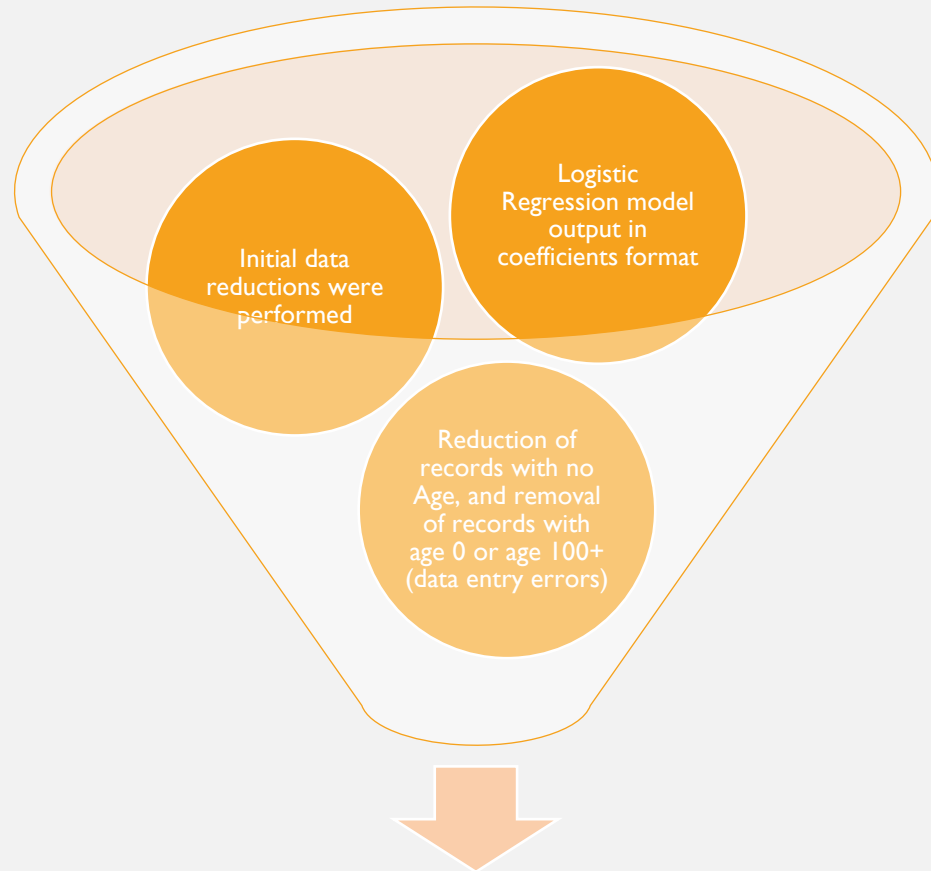 Logistic
Regression model
output in
coefficients format
Initial data
reductions were
performed
Reduction of
records with no
Age, and removal
of records with
age 0 or age 100+
(data entry errors)